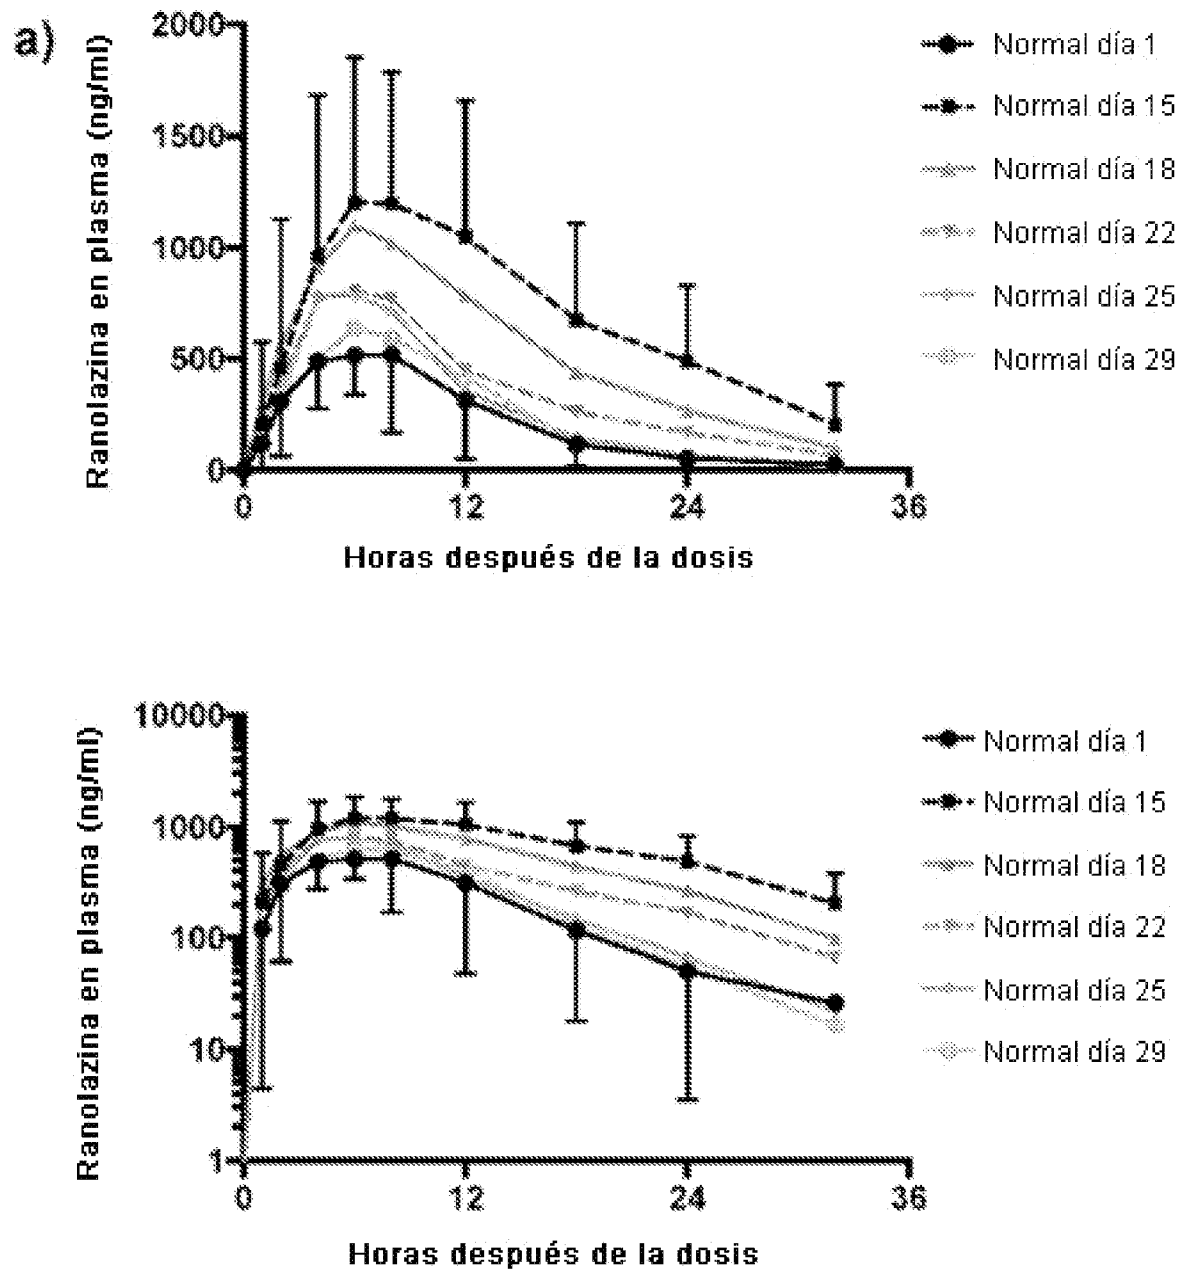 a)
Ranolazina en plasma (ng/ml)
2000
1500
1000
500
0
0 12 24 36
Horas después de la dosis
Normal día 1
Normal día 15
Normal día 18
Normal día 22
Normal día 25
Normal día 29
Ranolazina en plasma (ng/ml)
10000
1000
100
10
1
0 12 24 36
Horas después de la dosis
Normal día 1
Normal día 15
Normal día 18
Normal día 22
Normal día 25
Normal día 29